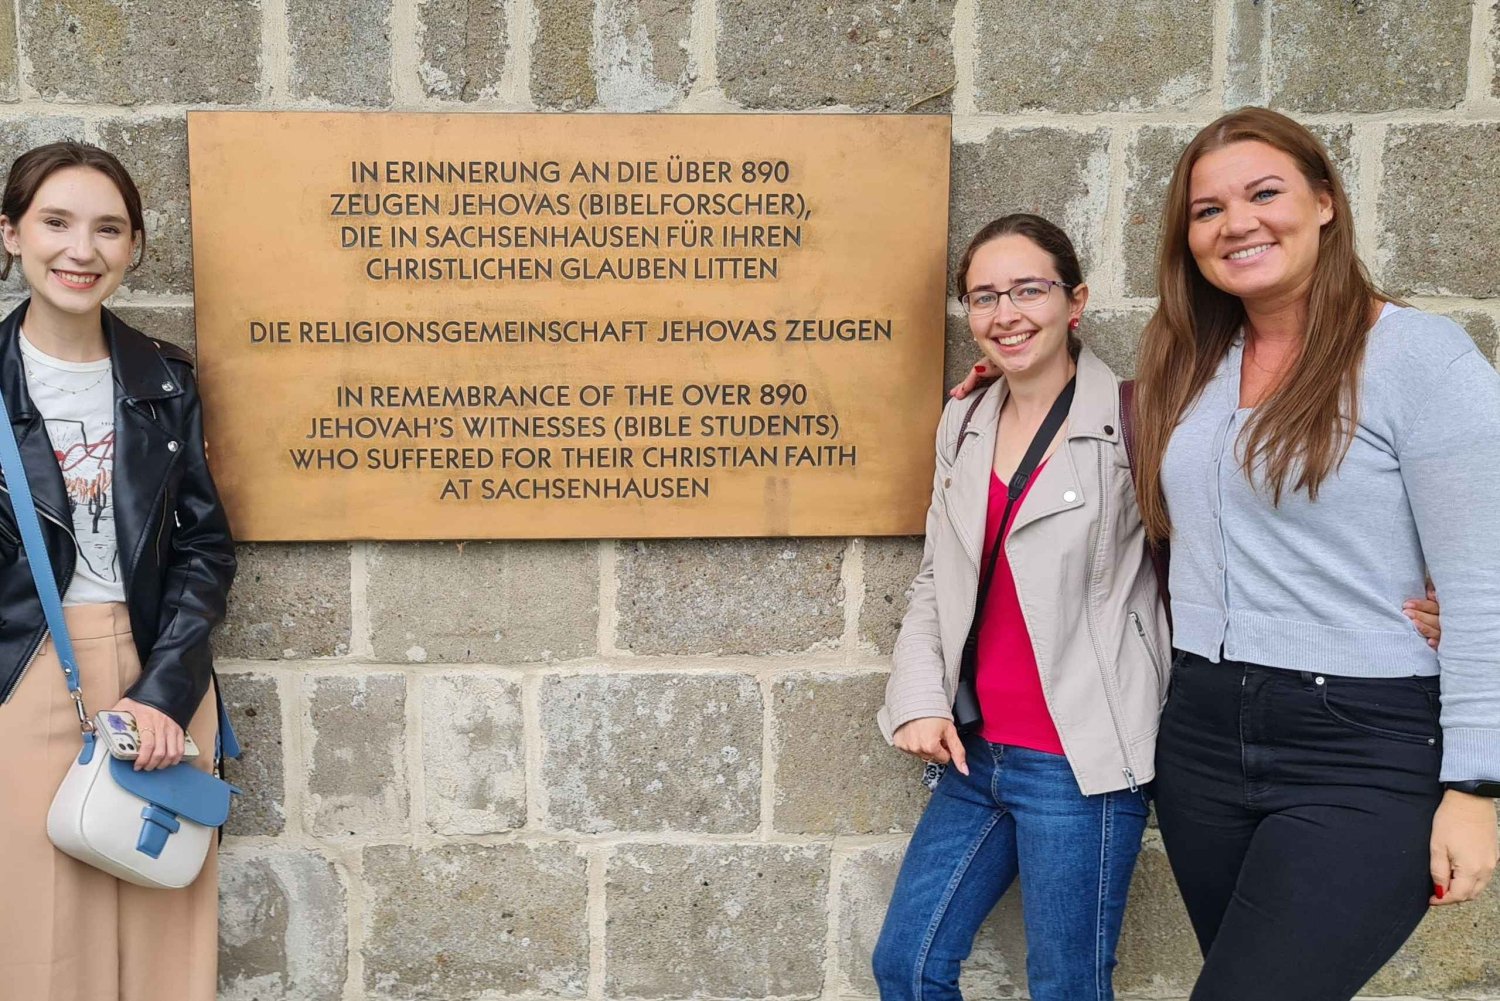 IN ERINNERUNG AN DIE ÜBER 890
ZEUGEN JEHOVAS (BIBELFORSCHER),
DIE IN SACHSENHAUSEN FÜR IHREN
CHRISTLICHEN GLAUBEN LITTEN
DIE RELIGIONSGEMEINSCHAFT JEHOVAS ZEUGEN
IN REMEMBRANCE OF THE OVER 890
JEHOVAH'S WITNESSES (BIBLE STUDENTS)
WHO SUFFERED FOR THEIR CHRISTIAN FAITH
AT SACHSENHAUSEN